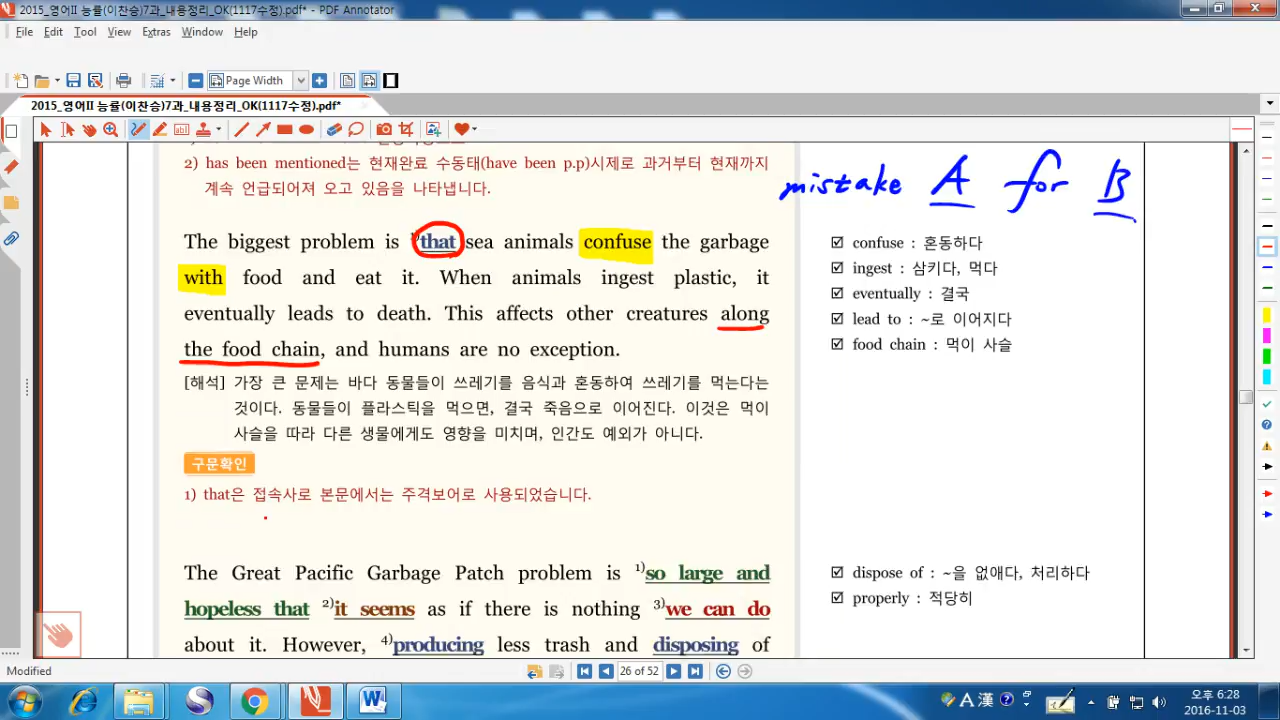 2015_영어II 능률(이찬승)7과_내용정리_OK(1117수정).pdf* - PDF Annotator
File Edit Tool View Extras Window Help
Page Width
2015_영어II 능률(이찬승)7과_내용정리_OK(1117수정).pdf*
2) has been mentioned는 현재완료 수동태(have been p.p)시제로 과거부터 현재까지
계속 언급되어져 오고 있음을 나타냅니다.
mistake A for B
The biggest problem is 1)that sea animals confuse the garbage
with food and eat it. When animals ingest plastic, it
eventually leads to death. This affects other creatures along
the food chain, and humans are no exception.
confuse : 혼동하다
ingest : 삼키다, 먹다
eventually : 결국
lead to : ~로 이어지다
food chain : 먹이 사슬
[해석] 가장 큰 문제는 바다 동물들이 쓰레기를 음식과 혼동하여 쓰레기를 먹는다는
것이다. 동물들이 플라스틱을 먹으면, 결국 죽음으로 이어진다. 이것은 먹이
사슬을 따라 다른 생물에게도 영향을 미치며, 인간도 예외가 아니다.
구문확인
1) that은 접속사로 본문에서는 주격보어로 사용되었습니다.
The Great Pacific Garbage Patch problem is 1)so large and
hopeless that 2)it seems as if there is nothing 3)we can do
about it. However, 4)producing less trash and disposing of
dispose of : ~을 없애다, 처리하다
properly : 적당히
Modified
26 of 52
A 漢
오후 6:28
2016-11-03